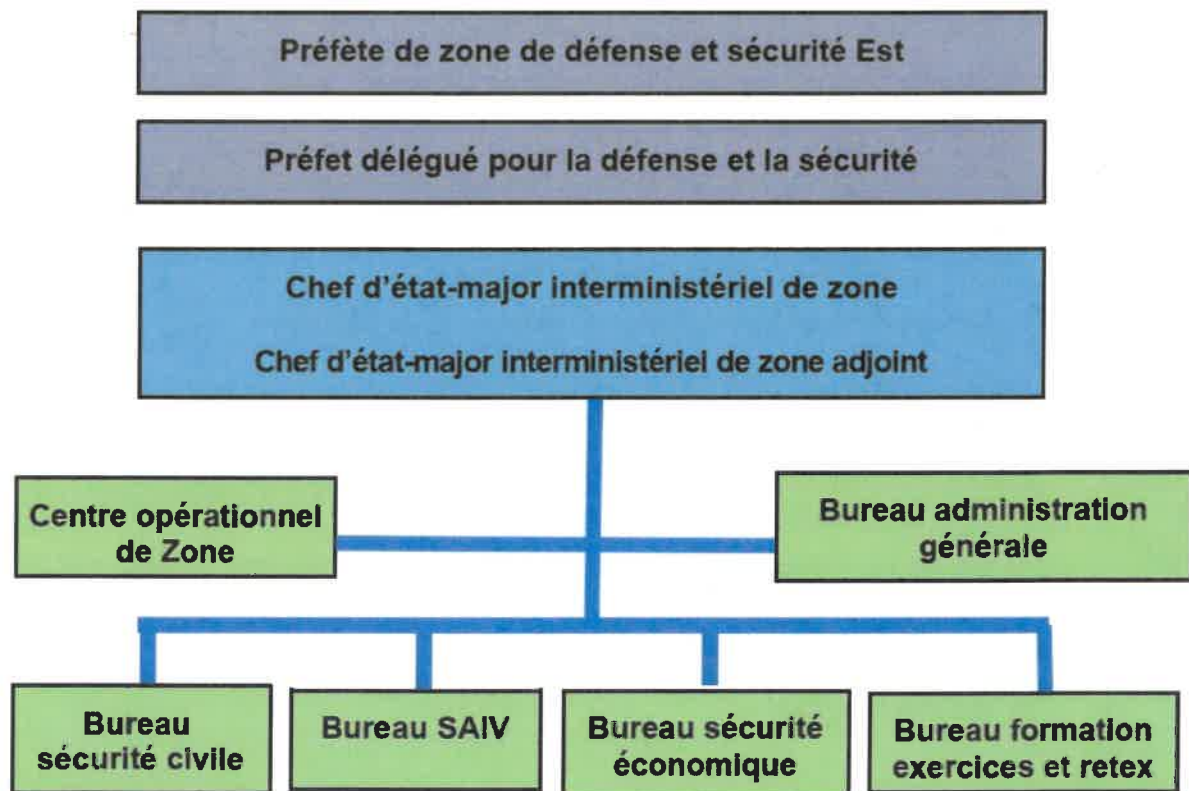 Préfète de zone de défense et sécurité Est
Préfet délégué pour la défense et la sécurité
Chef d'état-major interministériel de zone
Chef d'état-major interministériel de zone adjoint
Centre opérationnel
de Zone
Bureau administration
générale
Bureau
sécurité civile
Bureau SAIV
Bureau sécurité
économique
Bureau formation
exercices et retex